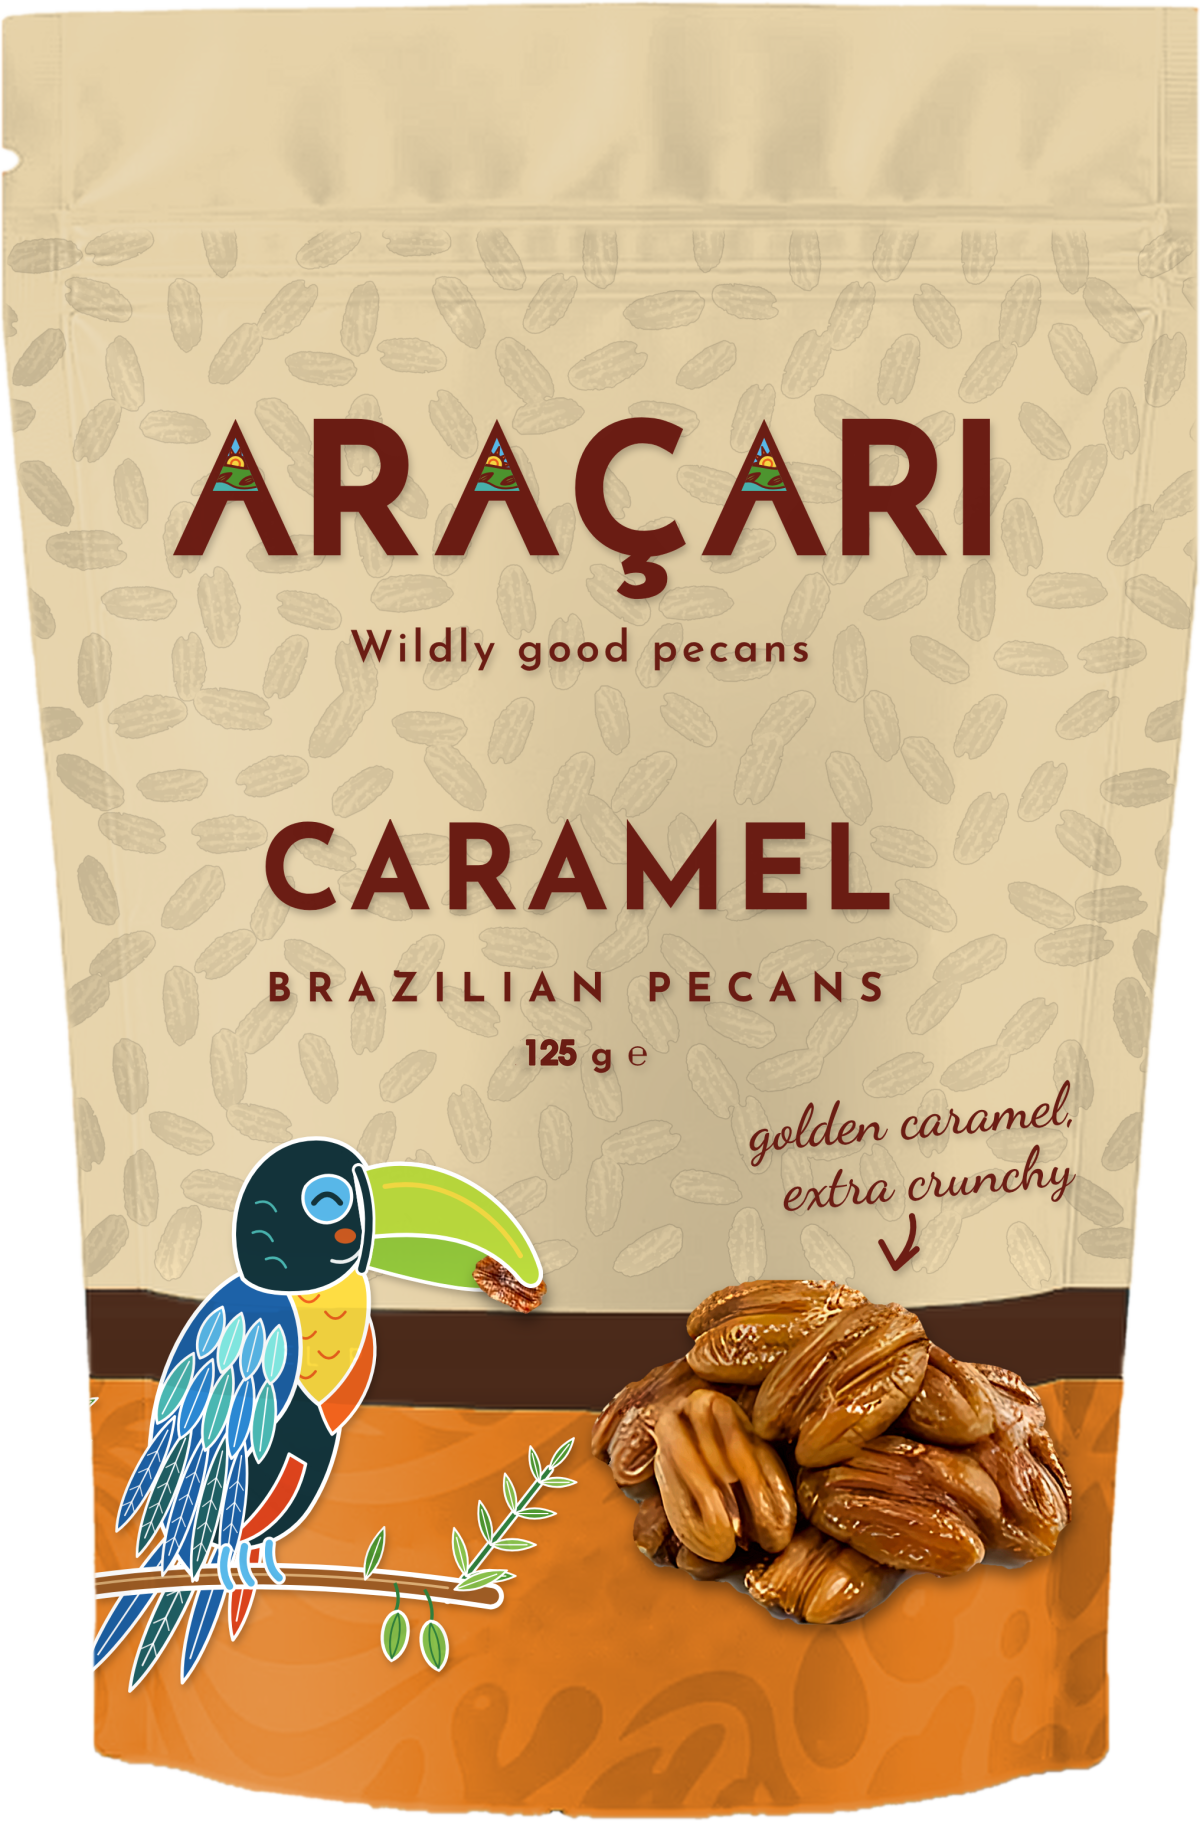 ARAÇARI
Wildly good pecans
CARAMEL
BRAZILIAN PECANS
125 g ℮
golden caramel,
extra crunchy